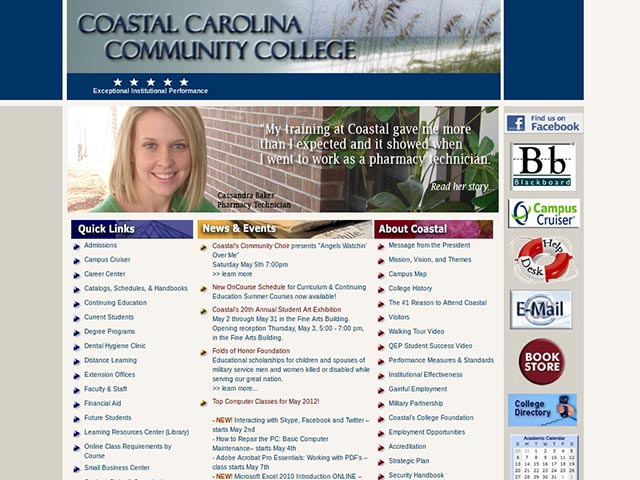 COASTAL CAROLINA
COMMUNITY COLLEGE
Exceptional Institutional Performance
"My training at Coastal gave me more
than I expected and it showed when
I went to work as a pharmacy technician."
Read her story...
Cassandra Baker
Pharmacy Technician
Quick Links
Admissions
Campus Cruiser
Career Center
Catalogs, Schedules, & Handbooks
Continuing Education
Current Students
Degree Programs
Dental Hygiene Clinic
Distance Learning
Extension Offices
Faculty & Staff
Financial Aid
Future Students
Learning Resources Center (Library)
Online Class Requirements by
Course
Small Business Center
News & Events
Coastal's Community Choir presents "Angels Watchin'
Over Me"
Saturday May 5th 7:00pm
>> learn more
New OnCourse Schedule for Curriculum & Continuing
Education Summer Courses now available!
Coastal's 20th Annual Student Art Exhibition
May 2 through May 31 in the Fine Arts Building.
Opening reception Thursday, May 3, 5:00 - 7:00 pm,
in the Fine Arts Building.
Folds of Honor Foundation
Educational scholarships for children and spouses of
military service men and women killed or disabled while
serving our great nation.
>> learn more...
Top Computer Classes for May 2012!
- NEW! Interacting with Skype, Facebook and Twitter –
starts May 2nd
- How to Repair the PC: Basic Computer
Maintenance– starts May 4th
- Adobe Acrobat Pro Essentials: Working with PDF's –
class starts May 7th
- NEW! Microsoft Excel 2010 Introduction ONLINE –
About Coastal
Message from the President
Mission, Vision, and Themes
Campus Map
College History
The #1 Reason to Attend Coastal
Visitors
Walking Tour Video
QEP Student Success Video
Performance Measures & Standards
Institutional Effectiveness
Gainful Employment
Military Partnership
Coastal's College Foundation
Employment Opportunities
Accreditation
Strategic Plan
Security Handbook
Find us on
Facebook
Bb
Blackboard
Campus
Cruiser
Help
Desk
E-Mail
BOOK
STORE
College
Directory
Academic Calendar
S M T W T F S